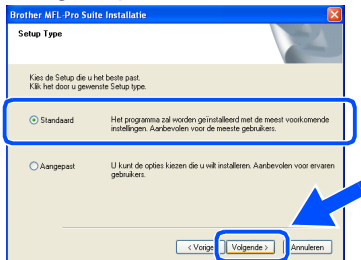 Brother MFL-Pro Suite Installatie
Setup Type
Kies de Setup die u het beste past.
Klik het door u gewenste Setup type.
Standaard
Het programma zal worden geïnstalleerd met de meest voorkomende
instellingen. Aanbevolen voor de meeste gebruikers.
Aangepast
U kunt de opties kiezen die u wilt installeren. Aanbevolen voor ervaren
gebruikers.
< Vorige Volgende > Annuleren